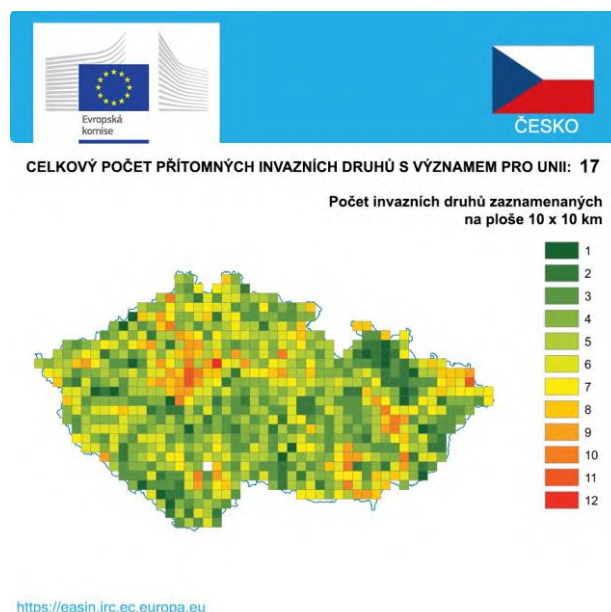 Evropská
komise
ČESKO
CELKOVÝ POČET PŘÍTOMNÝCH INVAZNÍCH DRUHŮ S VÝZNAMEM PRO UNII: 17
Počet invazních druhů zaznamenaných
na ploše 10 x 10 km
1
2
3
4
5
6
7
8
9
10
11
12
https://easin.jrc.ec.europa.eu